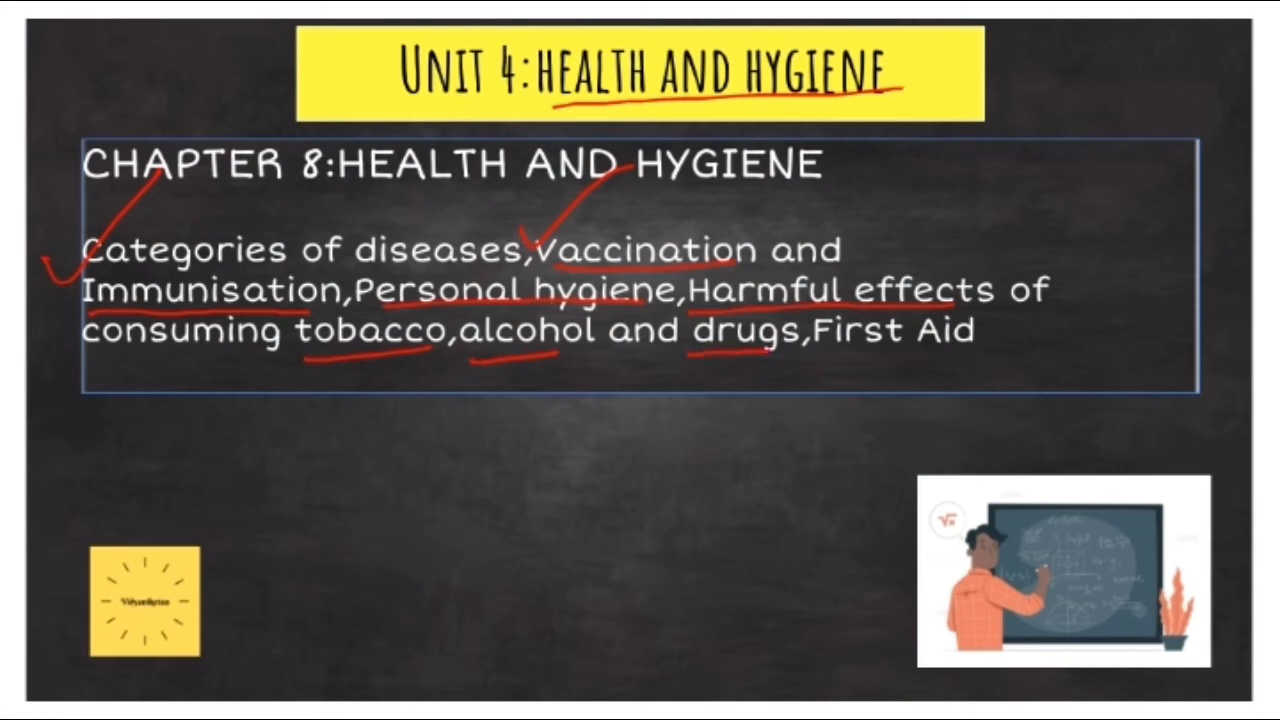 UNIT 4:HEALTH AND HYGIENE
CHAPTER 8:HEALTH AND HYGIENE
Categories of diseases,Vaccination and
Immunisation,Personal hygiene,Harmful effects of
consuming tobacco,alcohol and drugs,First Aid